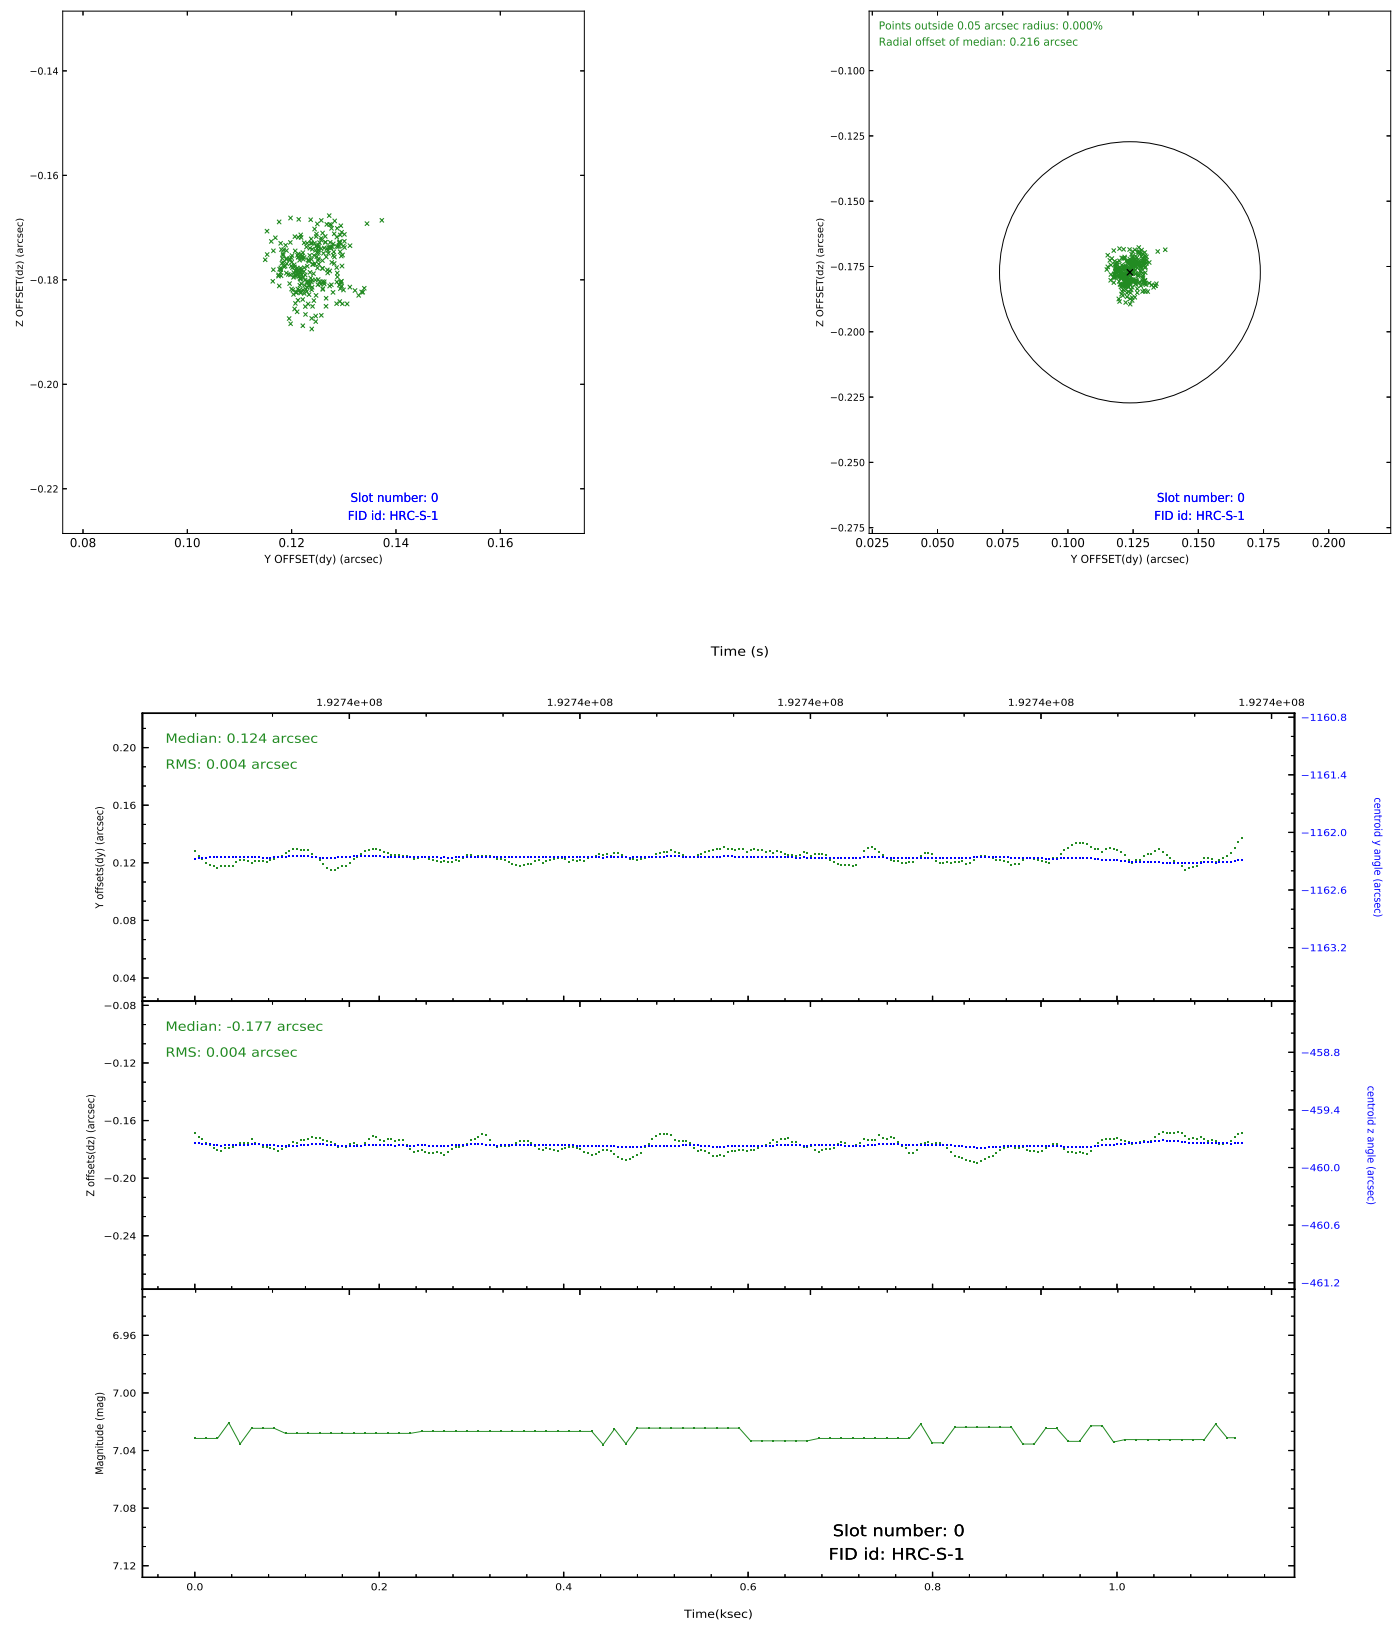 Points outside 0.05 arcsec radius: 0.000%
Radial offset of median: 0.216 arcsec
−0.14
−0.16
−0.18
−0.20
−0.22
Z OFFSET(dz) (arcsec)
Slot number: 0
FID id: HRC-S-1
0.08 0.10 0.12 0.14 0.16
Y OFFSET(dy) (arcsec)
−0.100
−0.125
−0.150
−0.175
−0.200
−0.225
−0.250
−0.275
Z OFFSET(dz) (arcsec)
Slot number: 0
FID id: HRC-S-1
0.025 0.050 0.075 0.100 0.125 0.150 0.175 0.200
Y OFFSET(dy) (arcsec)
Time (s)
1.9274e+08 1.9274e+08 1.9274e+08 1.9274e+08 1.9274e+08
Median: 0.124 arcsec
RMS: 0.004 arcsec
0.20
0.16
0.12
0.08
0.04
Y offsets(dy) (arcsec)
−1160.8
−1161.4
−1162.0
−1162.6
−1163.2
centroid y angle (arcsec)
Median: -0.177 arcsec
RMS: 0.004 arcsec
−0.08
−0.12
−0.16
−0.20
−0.24
Z offsets(dz) (arcsec)
−458.8
−459.4
−460.0
−460.6
−461.2
centroid z angle (arcsec)
6.96
7.00
7.04
7.08
7.12
Magnitude (mag)
Slot number: 0
FID id: HRC-S-1
0.0 0.2 0.4 0.6 0.8 1.0
Time(ksec)